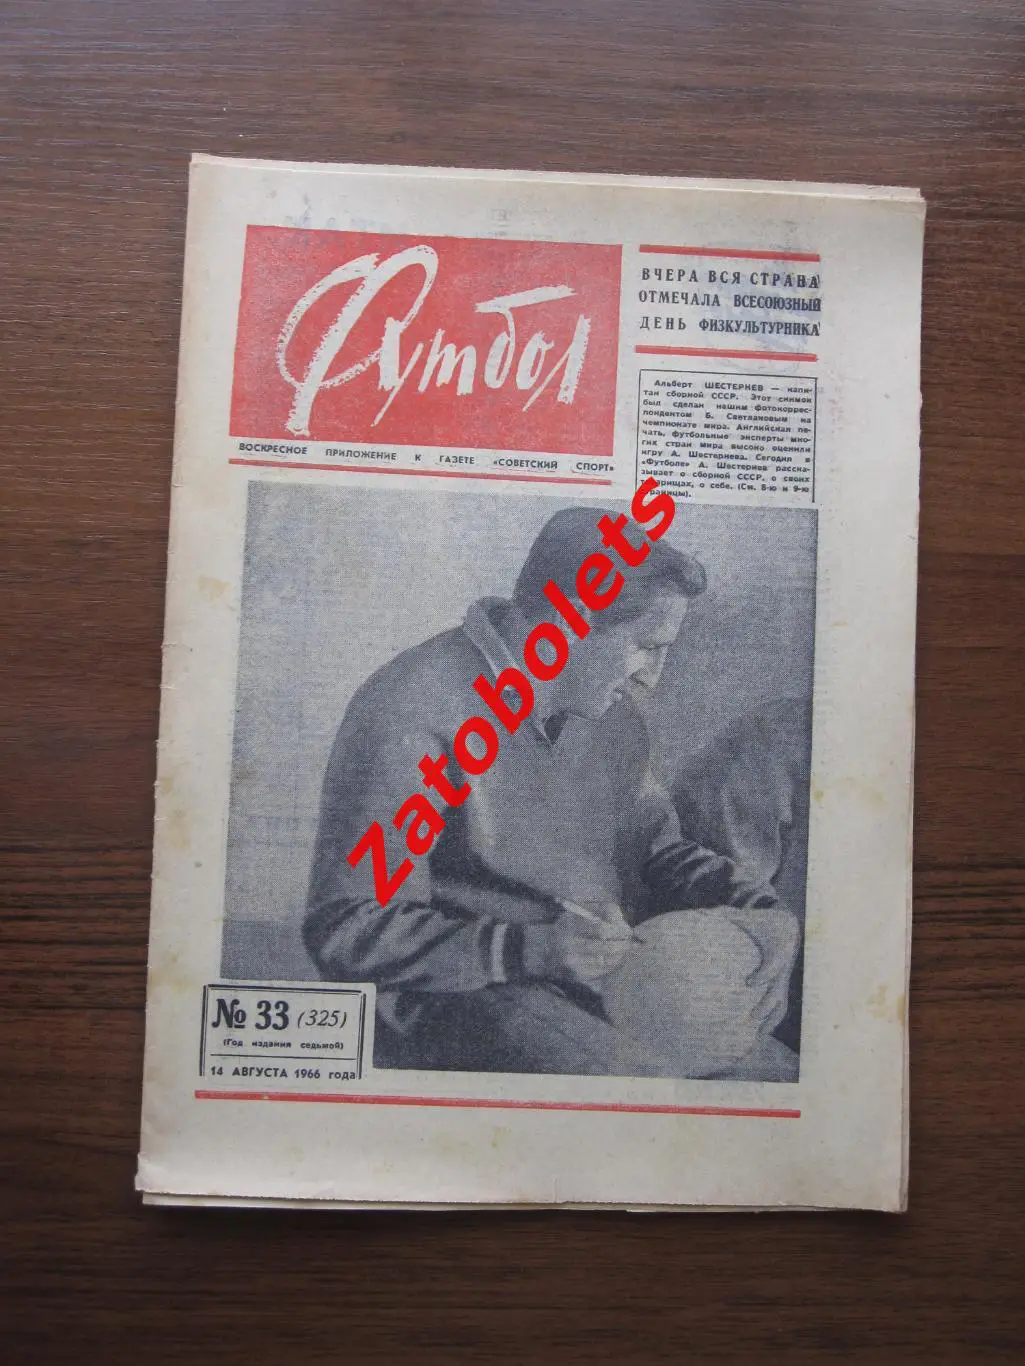 Футбол
ВОСКРЕСНОЕ ПРИЛОЖЕНИЕ К ГАЗЕТЕ «СОВЕТСКИЙ СПОРТ»
ВЧЕРА ВСЯ СТРАНА
ОТМЕЧАЛА ВСЕСОЮЗНЫЙ
ДЕНЬ ФИЗКУЛЬТУРНИКА
Альберт ШЕСТЕРНЕВ — капи-
тан сборной СССР. Этот снимок
был сделан нашим фотокоррес-
пондентом Б. Светлановым на
чемпионате мира. Английская пе-
чать, футбольные эксперты мно-
гих стран мира высоко оценили
игру А. Шестернева. Сегодня в
«Футболе» А. Шестернев расска-
зывает о сборной СССР, о своих
товарищах, о себе. (См. 8-ю и 9-ю
страницы).
Zatobolets
№ 33 (325)
(Год издания седьмой)
14 АВГУСТА 1966 года